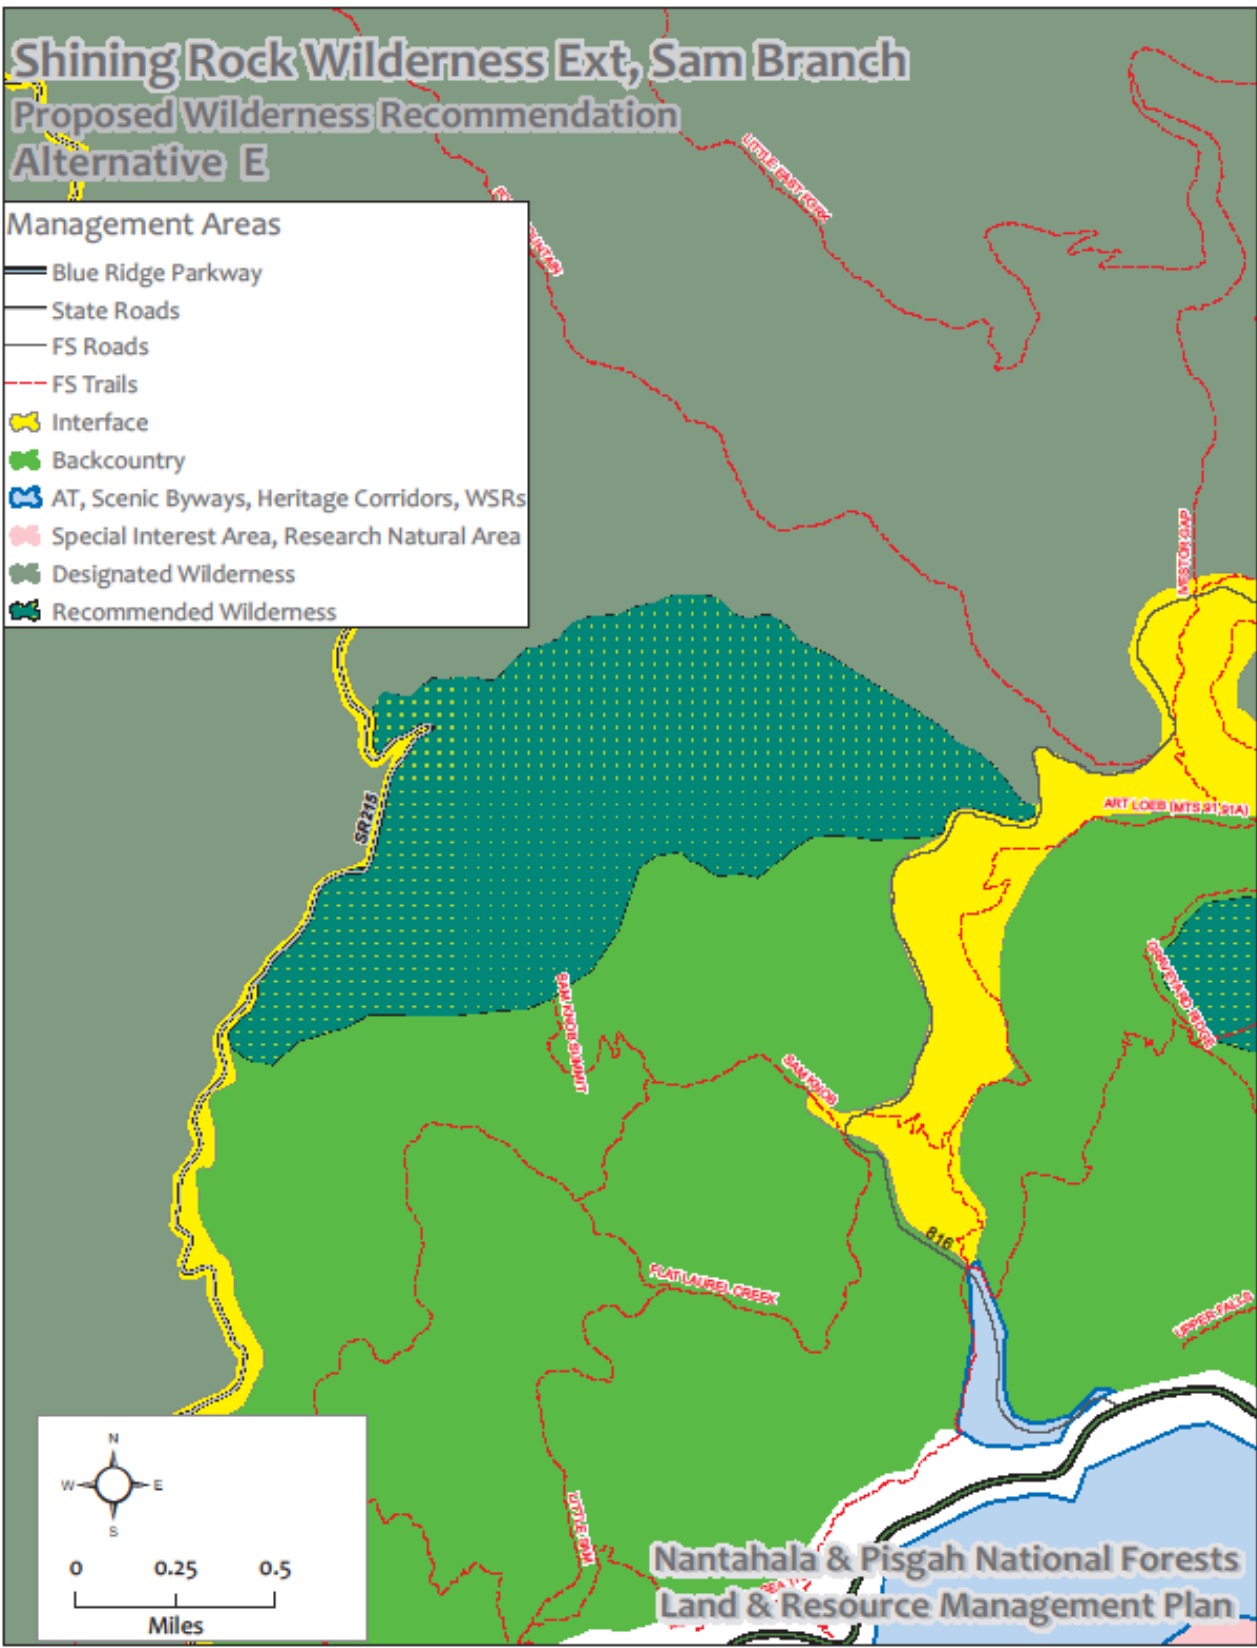 Shining Rock Wilderness Ext, Sam Branch
Proposed Wilderness Recommendation
Alternative E
Management Areas
Blue Ridge Parkway
State Roads
FS Roads
FS Trails
Interface
Backcountry
AT, Scenic Byways, Heritage Corridors, WSRs
Special Interest Area, Research Natural Area
Designated Wilderness
Recommended Wilderness
LITTLE EAST FORK
MESTOR GAP
SR215
ART LOEB (MTS 91 91A)
GRAVEYARD RIDGE
SAM KNOB SUMMIT
SAM KNOB
816
FLAT LAUREL CREEK
UPPER FALLS
LITTLE SAM
N
W E
S
0 0.25 0.5
Miles
Nantahala & Pisgah National Forests
Land & Resource Management Plan